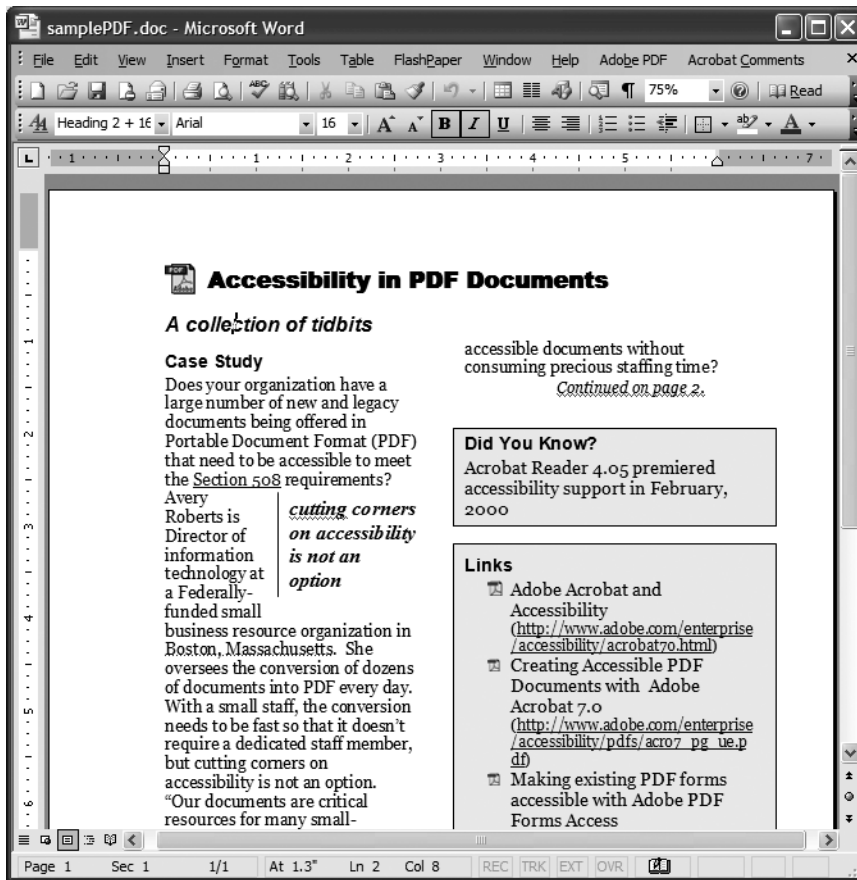 samplePDF.doc - Microsoft Word
File Edit View Insert Format Tools Table FlashPaper Window Help Adobe PDF Acrobat Comments
75% Read
Heading 2 + 16 Arial 16 A A B I U ab A
L 1 1 2 3 4 5 7
Accessibility in PDF Documents
A collection of tidbits
Case Study
Does your organization have a
large number of new and legacy
documents being offered in
Portable Document Format (PDF)
that need to be accessible to meet
the Section 508 requirements?
Avery
Roberts is
Director of
information
technology at
a Federally-
funded small
cutting corners
on accessibility
is not an
option
business resource organization in
Boston, Massachusetts. She
oversees the conversion of dozens
of documents into PDF every day.
With a small staff, the conversion
needs to be fast so that it doesn't
require a dedicated staff member,
but cutting corners on
accessibility is not an option.
“Our documents are critical
resources for many small-
accessible documents without
consuming precious staffing time?
Continued on page 2.
Did You Know?
Acrobat Reader 4.05 premiered
accessibility support in February,
2000
Links
Adobe Acrobat and
Accessibility
(http://www.adobe.com/enterprise
/accessibility/acrobat70.html)
Creating Accessible PDF
Documents with Adobe
Acrobat 7.0
(http://www.adobe.com/enterprise
/accessibility/pdfs/acro7_pg_ue.p
df)
Making existing PDF forms
accessible with Adobe PDF
Forms Access
Page 1 Sec 1 1/1 At 1.3" Ln 2 Col 8 REC TRK EXT OVR